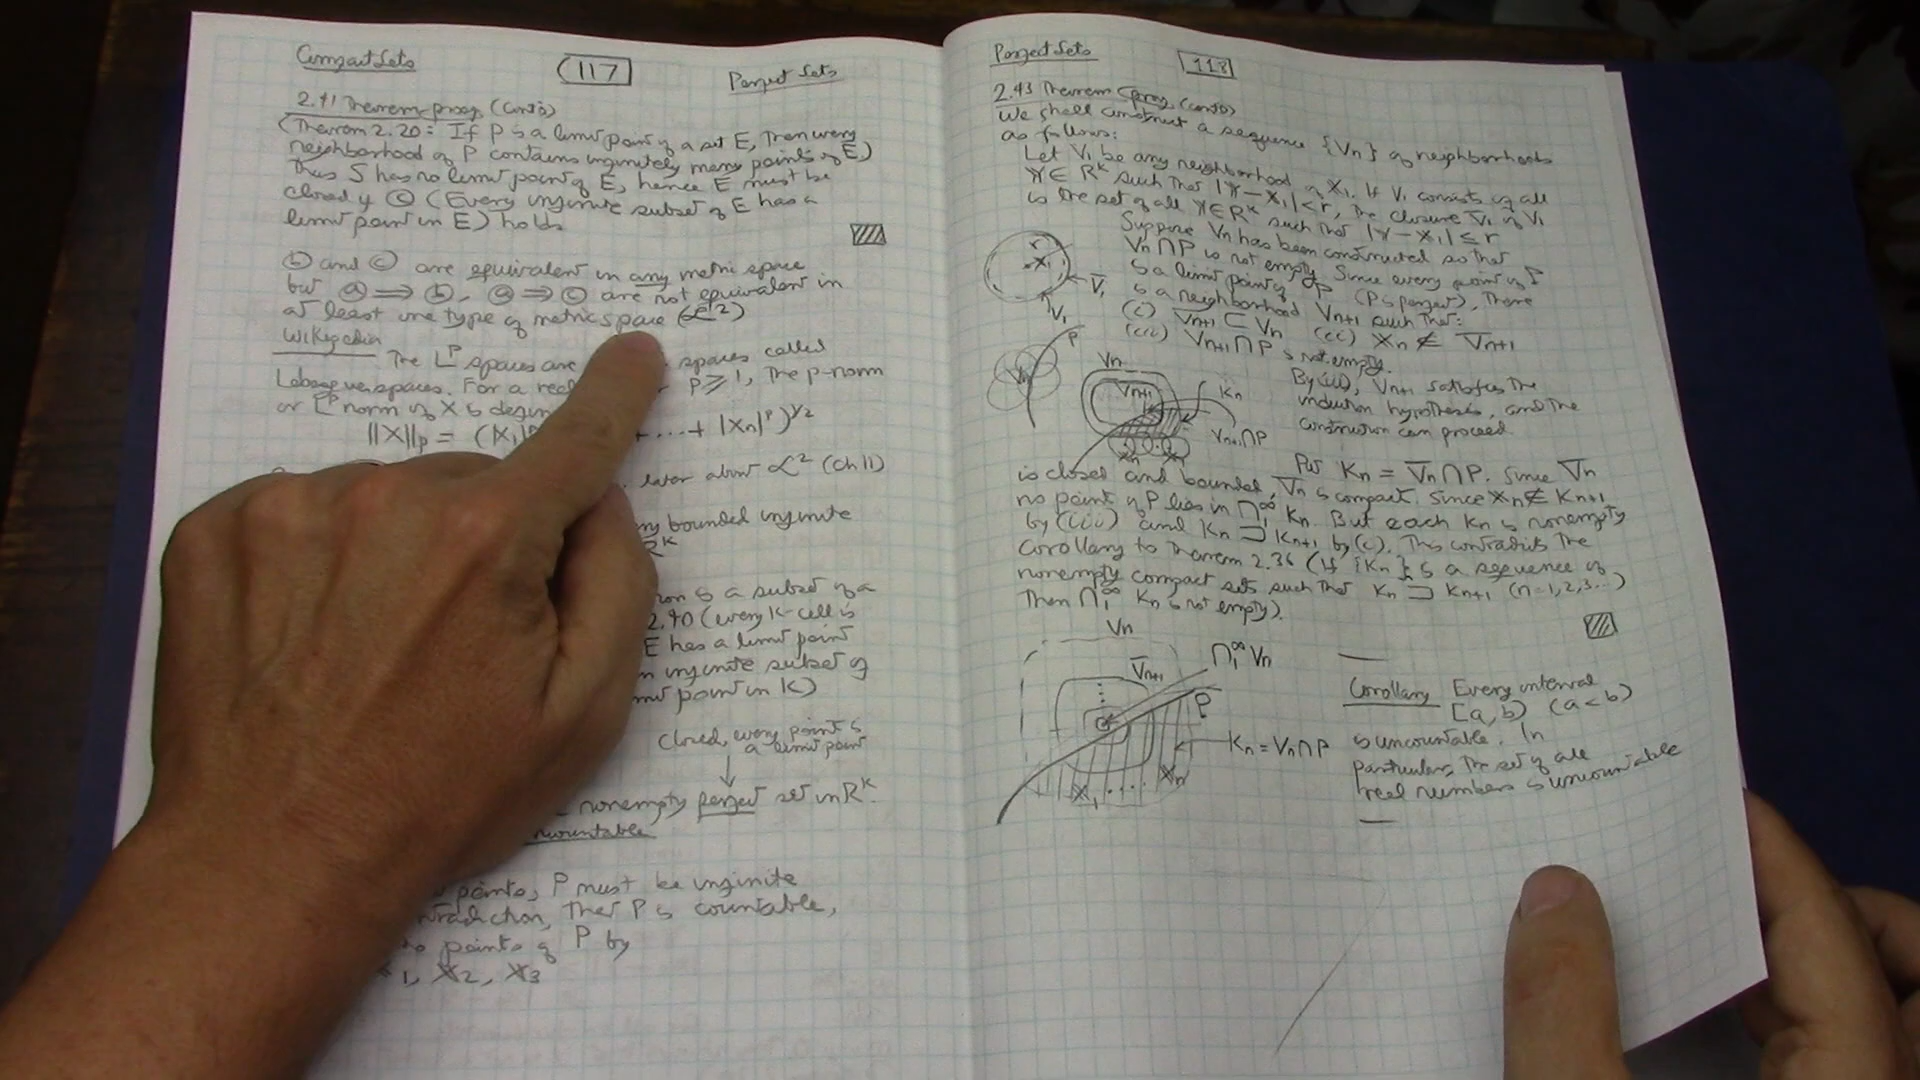 Compact Sets
117
Perfect Sets
2.41 Theorem proof (cont'd)
(Theorem 2.20: If P is a limit point of a set E, Then every
neighborhood of P contains infinitely many points of E)
Thus S has no limit point of E, hence E must be
closed if ⓒ (Every infinite subset of E has a
limit point in E) holds
ⓑ and ⓒ are equivalent in any metric space
but ⓐ ⟹ ⓑ, ⓐ ⟹ ⓒ are not equivalent in
at least one type of metric space (ℒ²)
Wikipedia
The Lᴾ spaces are spaces called
Lebesgue spaces. For a real P ≥ 1, The p-norm
or Lᴾ norm of X is
||X||p = (|X₁| + ... + |Xn|ᴾ)^½
later about ℒ² (Ch 11)
bounded infinite
Rᵏ
is a subset of a
2.40 (every K-cell is
E has a limit point
infinite subset of
point in K)
Closed, every point is
a limit point
↓
nonempty perfect set in Rᵏ.
points, P must be infinite
That P is countable,
points of P by
1, X2, X3
Perfect Sets
118
2.43 Theorem Proof (cont'd)
We shall construct a sequence {Vn} of neighborhoods
as follows:
Let V₁ be any neighborhood of X₁. If V₁ consists of all
Y ∈ Rᵏ such that |Y − X₁| < r, The closure V̅₁ of V₁
is the set of all Y ∈ Rᵏ such that |Y − X₁| ≤ r
Suppose Vn has been constructed so that
Vn ∩ P is not empty. Since every point of P
is a limit point of P (P is perfect), There
is a neighborhood Vn+1 such that:
(i) V̅n+1 ⊂ Vn (ii) Xn ∉ V̅n+1
(iii) Vn+1 ∩ P is not empty.
r
X₁
V̅₁
V₁
P
Vn
Vn+1
Kn
Vn+1 ∩ P
By (iii), Vn+1 satisfies the
induction hypothesis, and the
construction can proceed.
Put Kn = V̅n ∩ P. Since V̅n
is closed and bounded, V̅n is compact. Since Xn ∉ Kn+1
no point of P lies in ∩₁^∞ Kn. But each Kn is nonempty
by (iii) and Kn ⊃ Kn+1 by (i). This contradicts The
Corollary to Theorem 2.36 (If {Kn} is a sequence of
nonempty compact sets such that Kn ⊃ Kn+1 (n=1,2,3...)
Then ∩₁^∞ Kn is not empty).
Vn
V̅n+1
∩₁^∞ Vn
P
Kn = Vn ∩ P
X₁ .... Xn
Corollary Every interval
[a,b) (a<b)
is uncountable. In
particular, The set of all
real numbers is uncountable